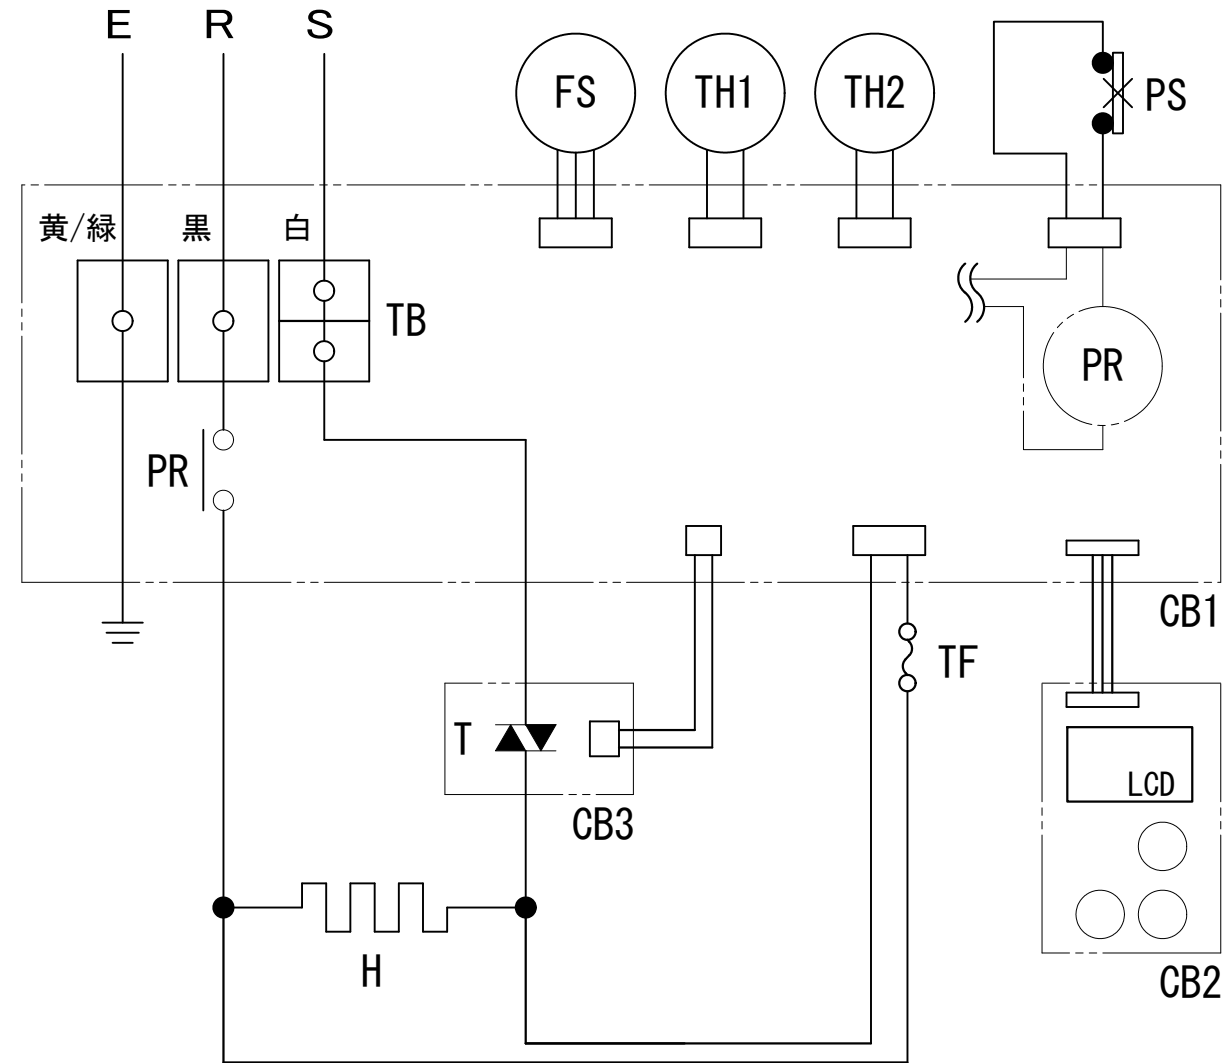 E R S
FS TH1 TH2 PS
黄/緑 黒 白
TB
PR
PR
CB1
TF
T
LCD
CB3
H
CB2